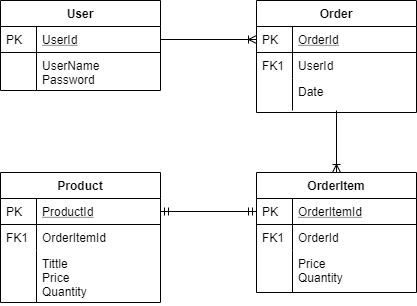 User
PK UserId
UserName
Password
Order
PK OrderId
FK1 UserId
Date
Product
PK ProductId
FK1 OrderItemId
Tittle
Price
Quantity
OrderItem
PK OrderItemId
FK1 OrderId
Price
Quantity